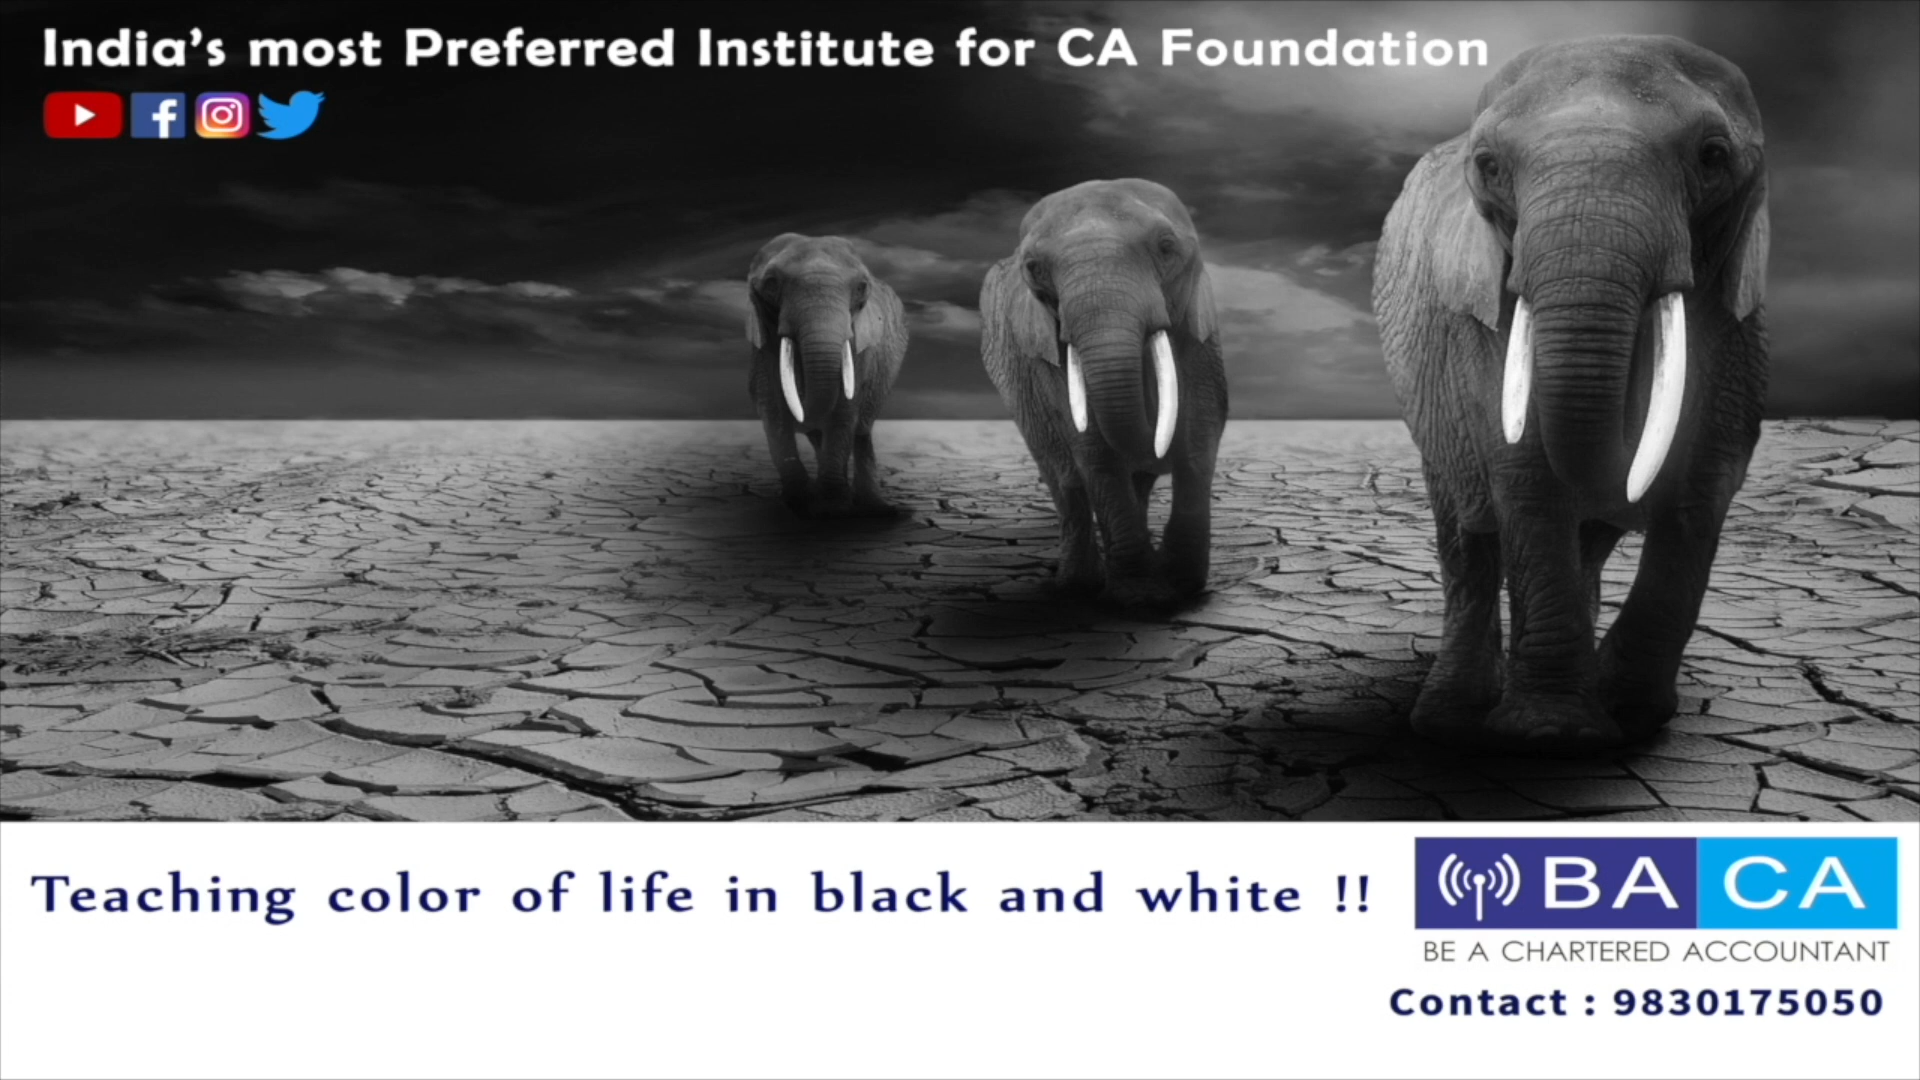 India's most Preferred Institute for CA Foundation
Teaching color of life in black and white !!
BA CA
BE A CHARTERED ACCOUNTANT
Contact : 9830175050